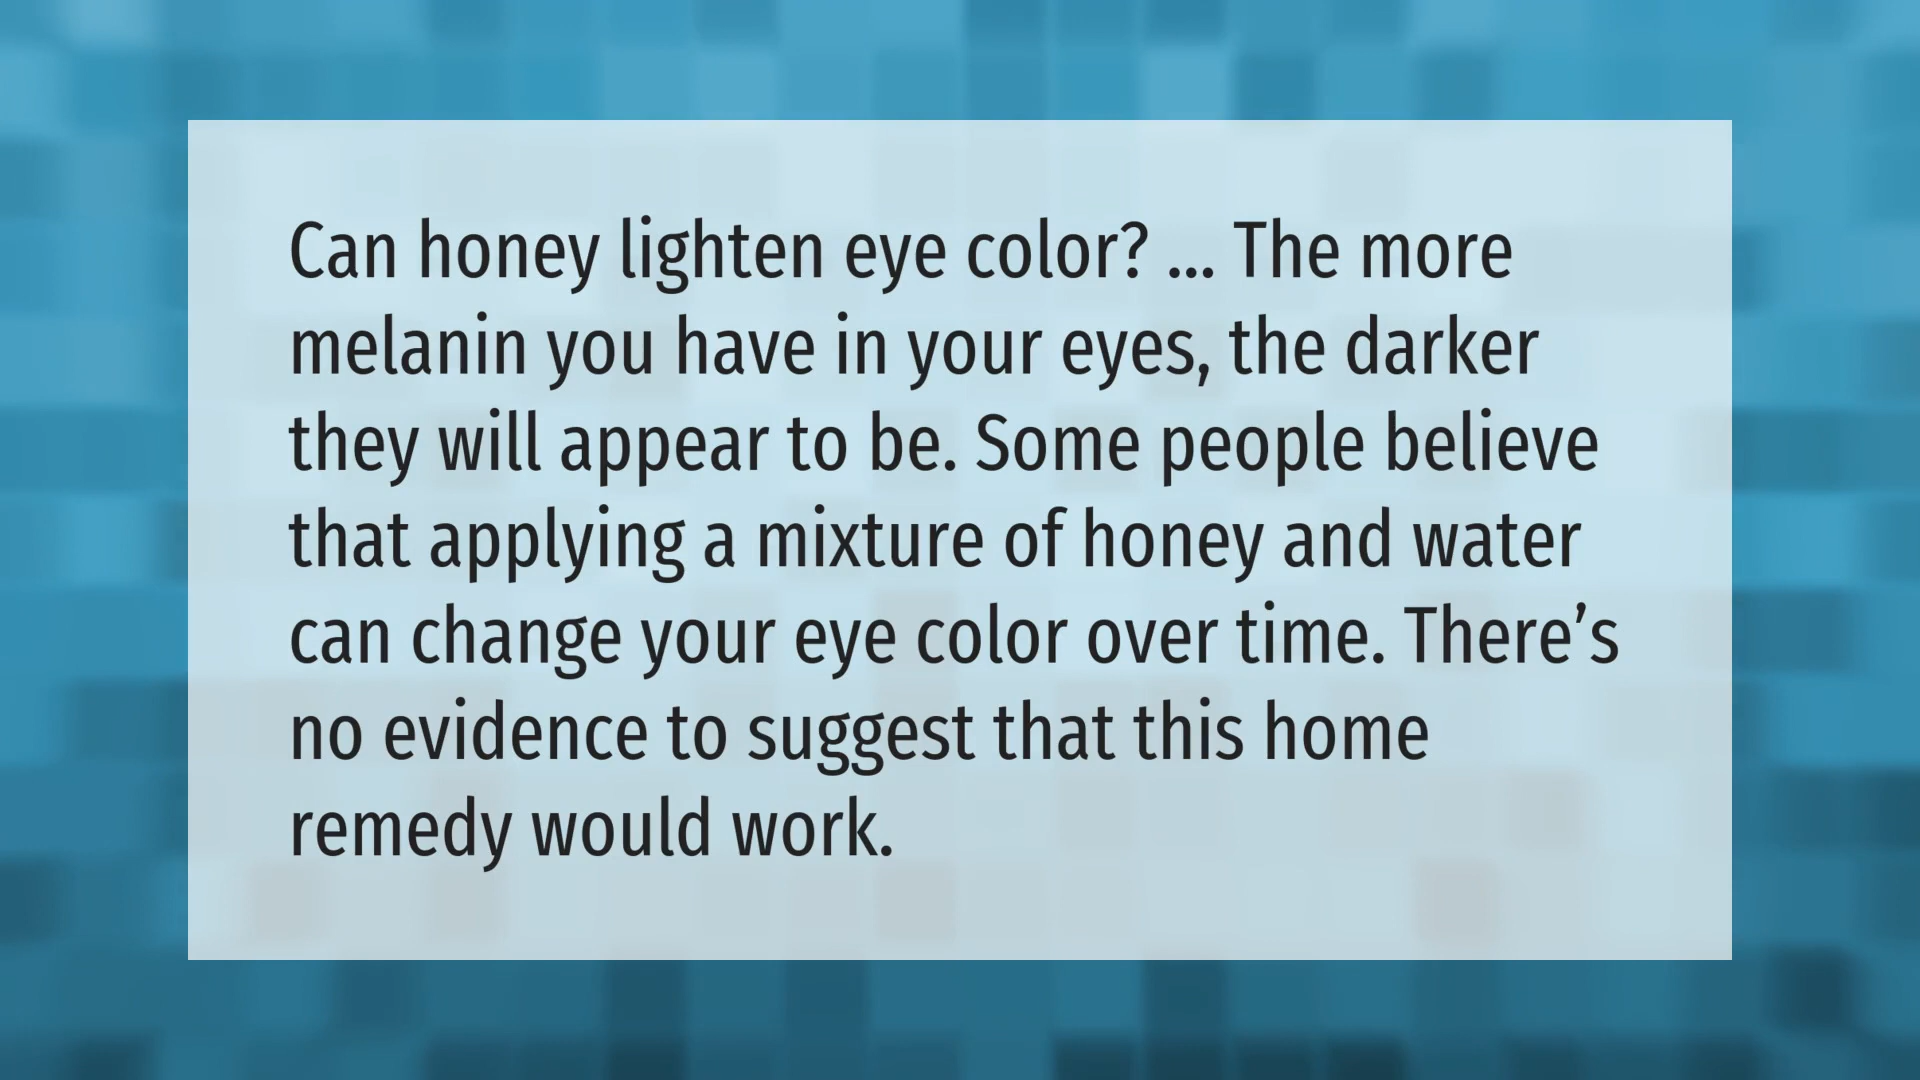 Can honey lighten eye color? ... The more
melanin you have in your eyes, the darker
they will appear to be. Some people believe
that applying a mixture of honey and water
can change your eye color over time. There’s
no evidence to suggest that this home
remedy would work.